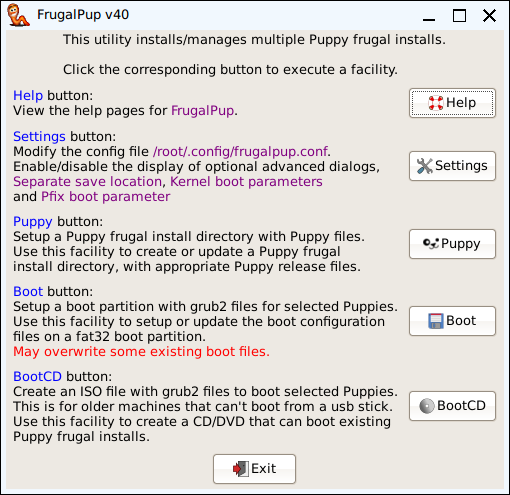 FrugalPup v40
This utility installs/manages multiple Puppy frugal installs.
Click the corresponding button to execute a facility.
Help button:
View the help pages for FrugalPup.
Help
Settings button:
Modify the config file /root/.config/frugalpup.conf.
Enable/disable the display of optional advanced dialogs,
Separate save location, Kernel boot parameters
and Pfix boot parameter
Settings
Puppy button:
Setup a Puppy frugal install directory with Puppy files.
Use this facility to create or update a Puppy frugal
install directory, with appropriate Puppy release files.
Puppy
Boot button:
Setup a boot partition with grub2 files for selected Puppies.
Use this facility to setup or update the boot configuration
files on a fat32 boot partition.
May overwrite some existing boot files.
Boot
BootCD button:
Create an ISO file with grub2 files to boot selected Puppies.
This is for older machines that can't boot from a usb stick.
Use this facility to create a CD/DVD that can boot existing
Puppy frugal installs.
BootCD
Exit